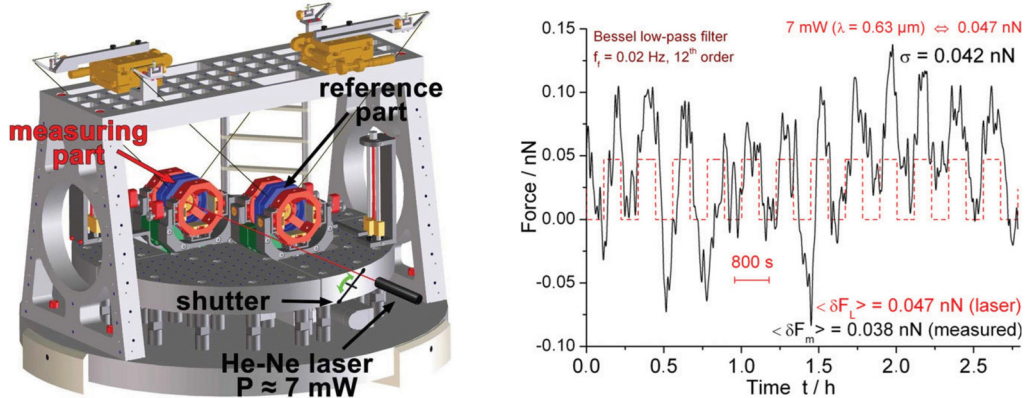 measuring
part
reference
part
shutter
He-Ne laser
P ≈ 7 mW
Force / nN
0.10
0.05
0.00
-0.05
-0.10
Bessel low-pass filter
f_f = 0.02 Hz, 12th order
7 mW (λ = 0.63 µm) ⇔ 0.047 nN
σ = 0.042 nN
800 s
< δF_L > = 0.047 nN (laser)
< δF_m > = 0.038 nN (measured)
0.0 0.5 1.0 1.5 2.0 2.5
Time t / h